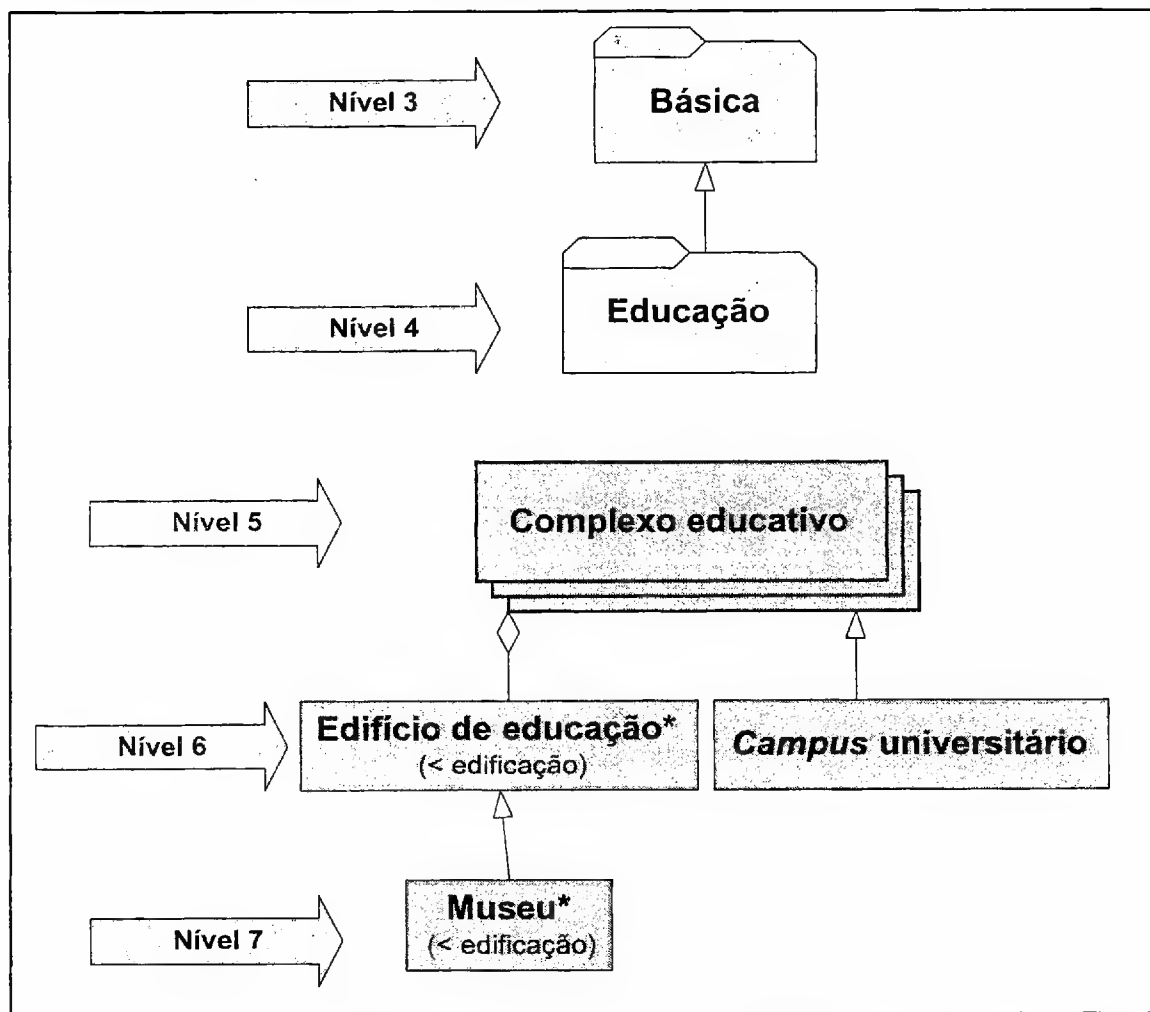 Nível 3
Básica
Nível 4
Educação
Nível 5
Complexo educativo
Nível 6
Edifício de educação*
(< edificação)
Campus universitário
Nível 7
Museu*
(< edificação)